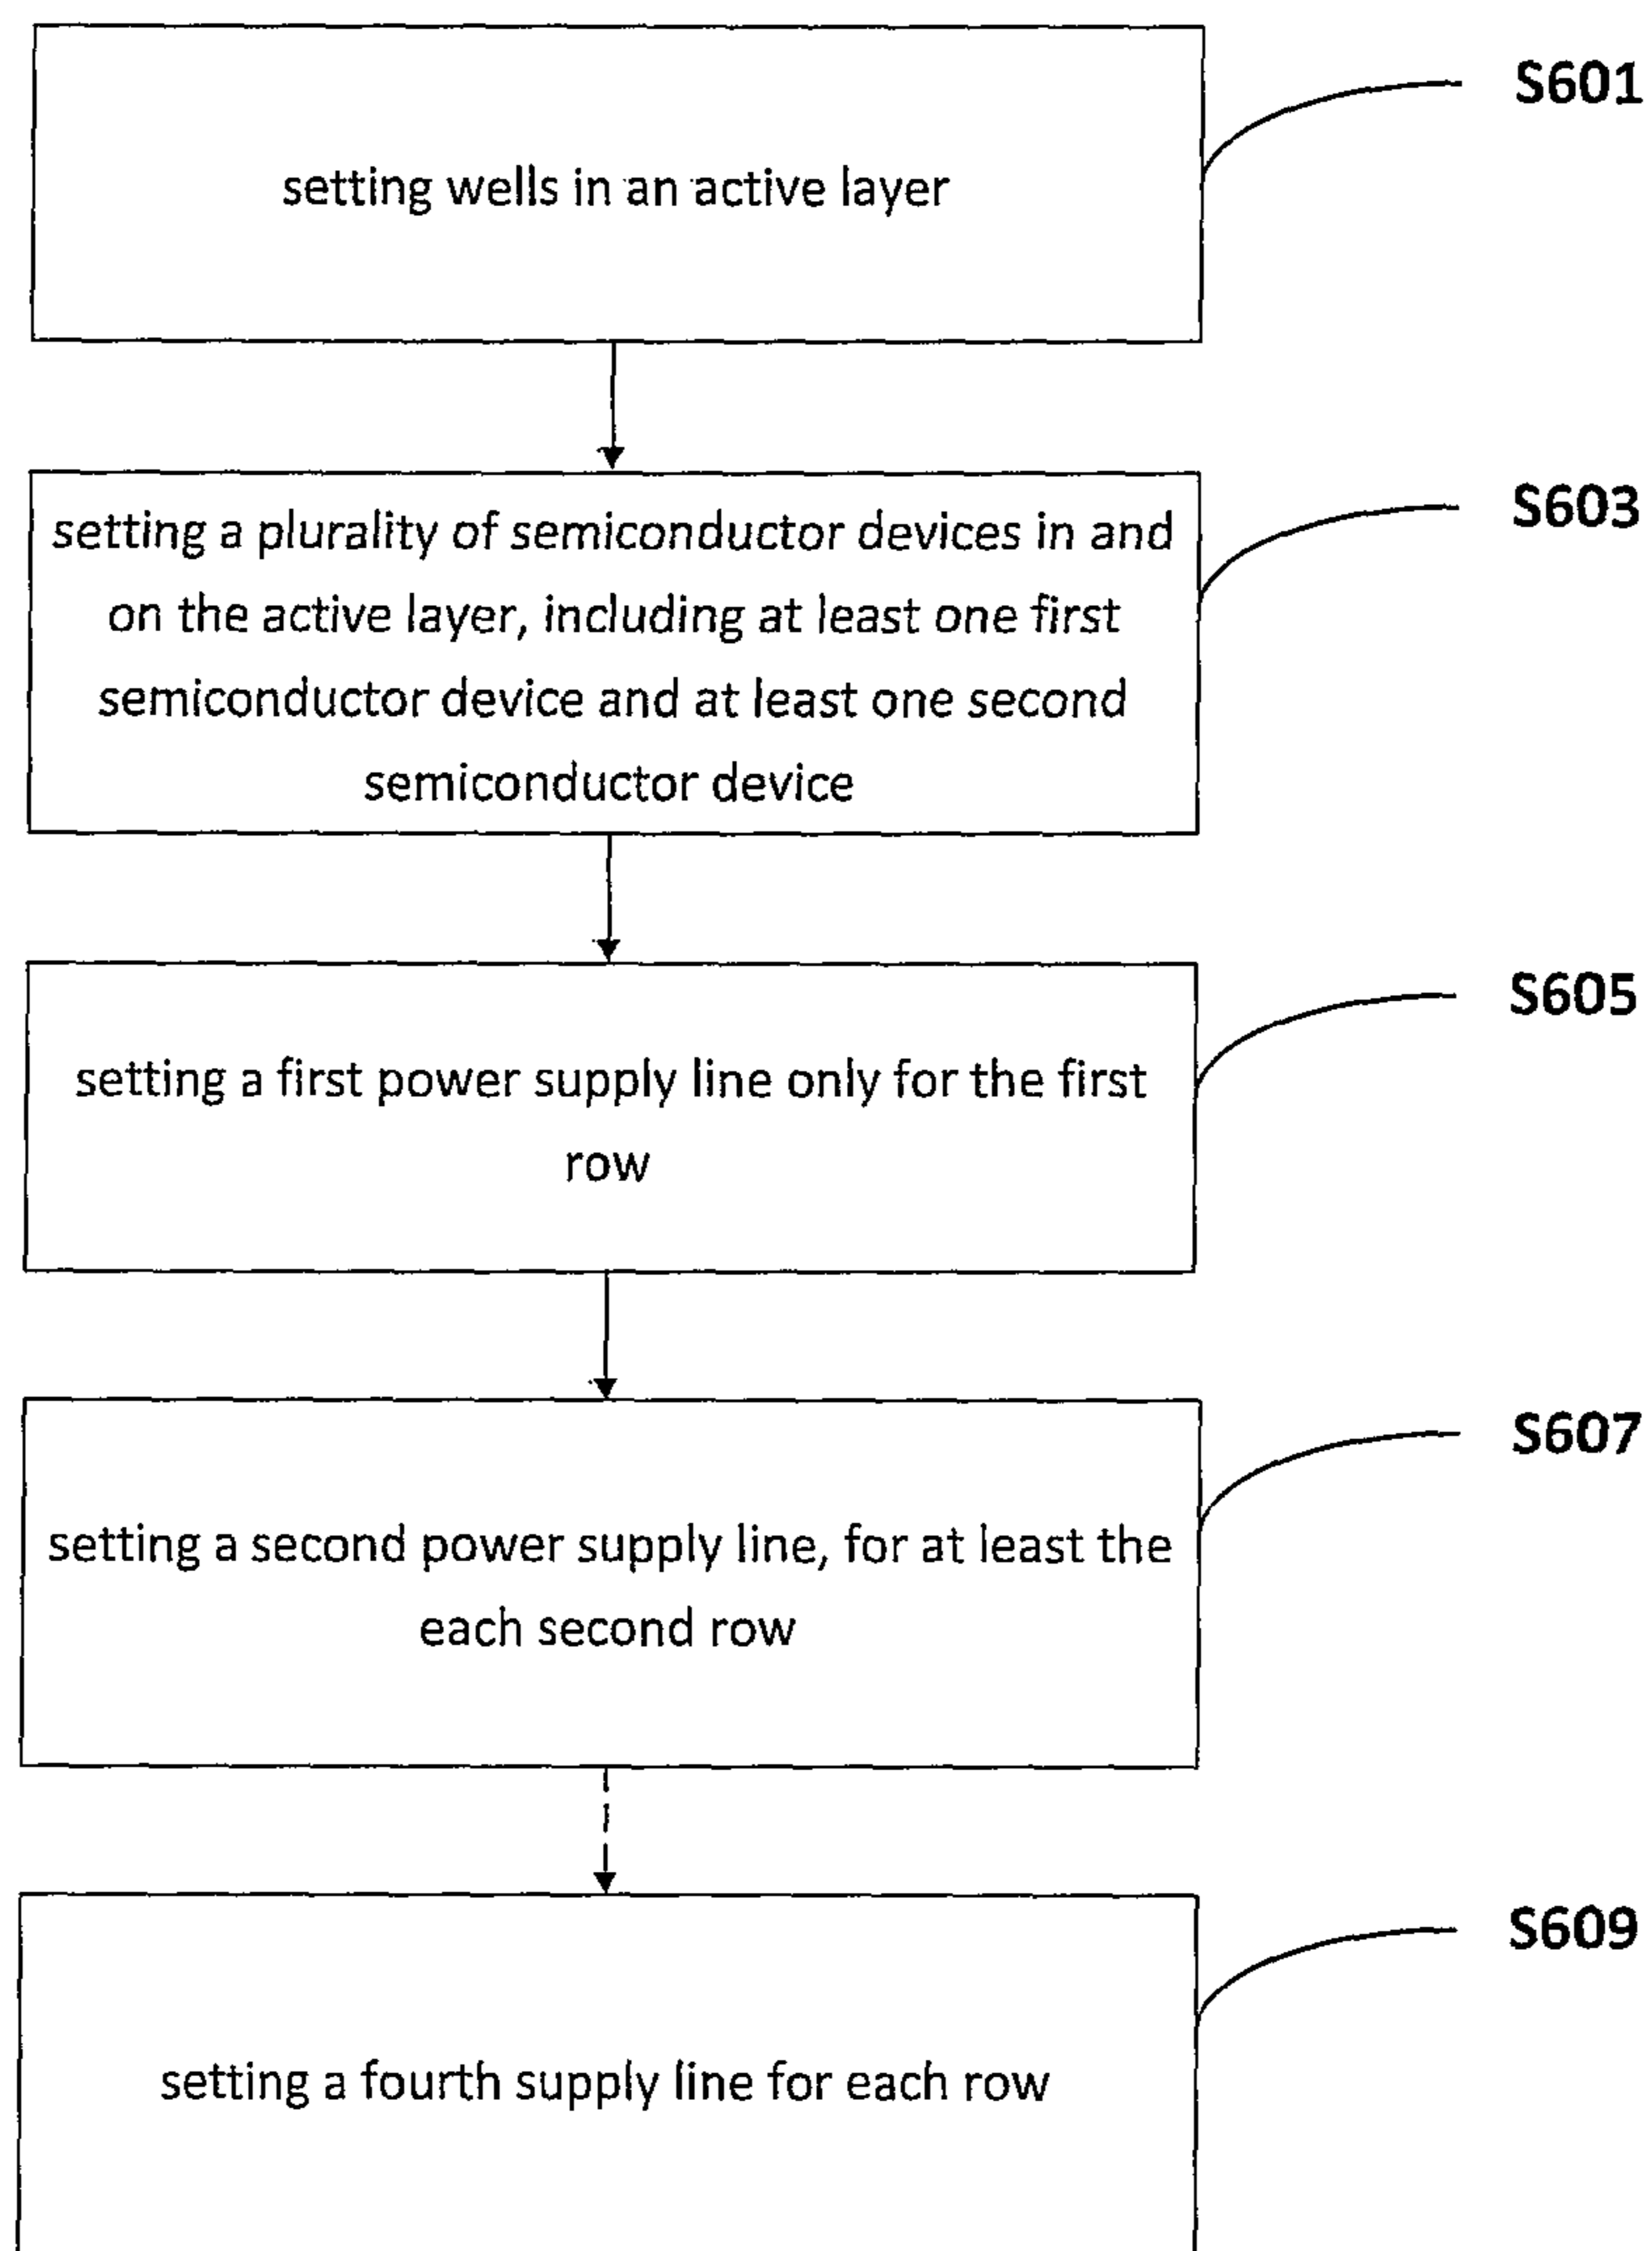 S601
setting wells in an active layer
S603
setting a plurality of semiconductor devices in and
on the active layer, including at least one first
semiconductor device and at least one second
semiconductor device
S605
setting a first power supply line only for the first
row
S607
setting a second power supply line, for at least the
each second row
S609
setting a fourth supply line for each row